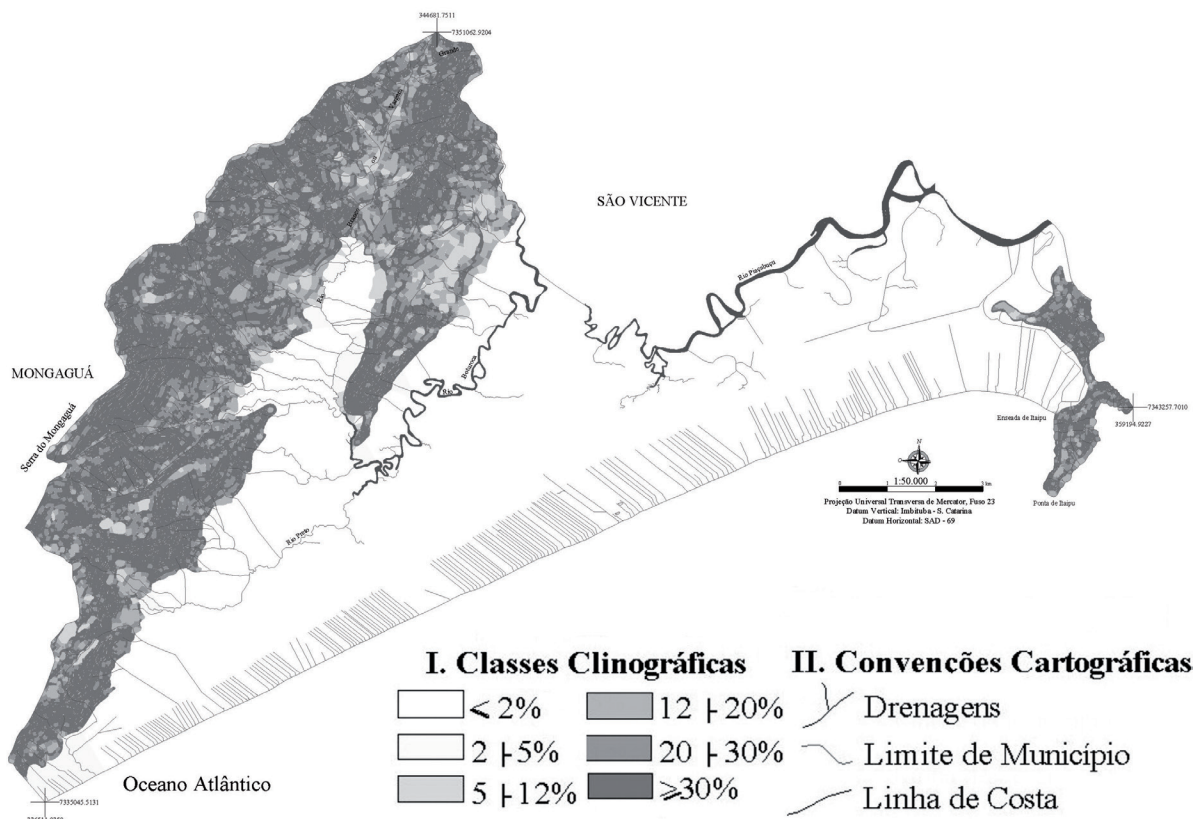 344681.7511
7351062.9204
SÃO VICENTE
Rio Piaçabuçu
MONGAGUÁ
Serra do Mongaguá
Rio
Rio
7343257.7010
359194.9227
Enseada de Itaipu
N
1:50.000
Projeção Universal Transversa de Mercator, Fuso 23
Datum Vertical: Imbituba - S. Catarina
Datum Horizontal: SAD - 69
Ponta de Itaipu
Rio Preto
I. Classes Clinográficas
< 2%
2 ├ 5%
5 ├ 12%
12 ├ 20%
20 ├ 30%
⩾30%
II. Convenções Cartográficas
Drenagens
Limite de Município
Linha de Costa
Oceano Atlântico
7335045.5131